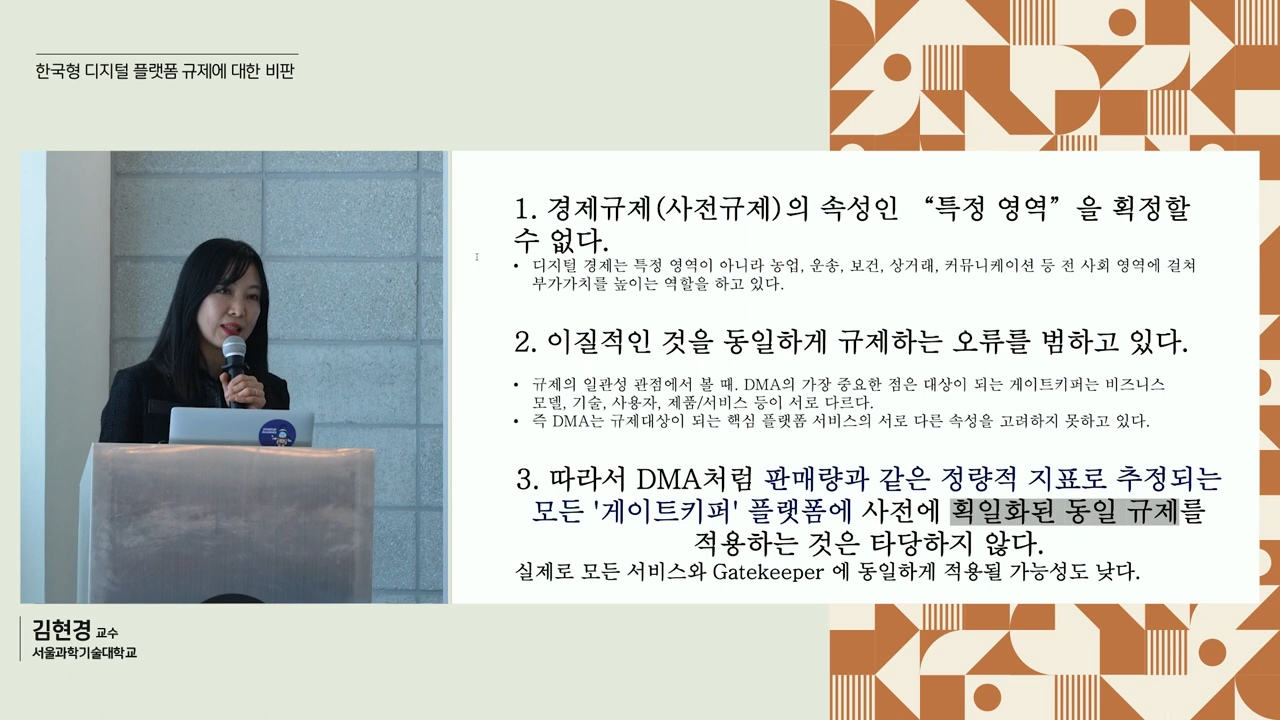 한국형 디지털 플랫폼 규제에 대한 비판
1. 경제규제(사전규제)의 속성인 “특정 영역”을 획정할
수 없다.
• 디지털 경제는 특정 영역이 아니라 농업, 운송, 보건, 상거래, 커뮤니케이션 등 전 사회 영역에 걸쳐
부가가치를 높이는 역할을 하고 있다.
2. 이질적인 것을 동일하게 규제하는 오류를 범하고 있다.
• 규제의 일관성 관점에서 볼 때. DMA의 가장 중요한 점은 대상이 되는 게이트키퍼는 비즈니스
모델, 기술, 사용자, 제품/서비스 등이 서로 다르다.
• 즉 DMA는 규제대상이 되는 핵심 플랫폼 서비스의 서로 다른 속성을 고려하지 못하고 있다.
3. 따라서 DMA처럼 판매량과 같은 정량적 지표로 추정되는
모든 '게이트키퍼' 플랫폼에 사전에 획일화된 동일 규제를
적용하는 것은 타당하지 않다.
실제로 모든 서비스와 Gatekeeper 에 동일하게 적용될 가능성도 낮다.
김현경 교수
서울과학기술대학교